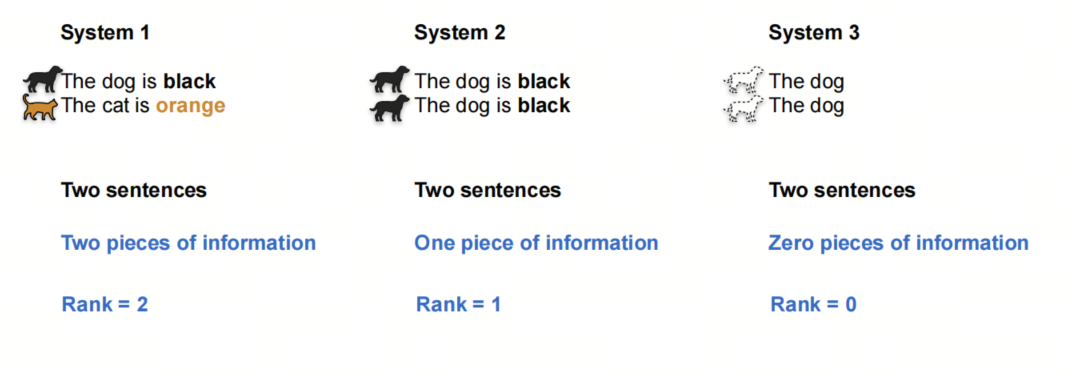 System 1
The dog is black
The cat is orange
Two sentences
Two pieces of information
Rank = 2
System 2
The dog is black
The dog is black
Two sentences
One piece of information
Rank = 1
System 3
The dog
The dog
Two sentences
Zero pieces of information
Rank = 0